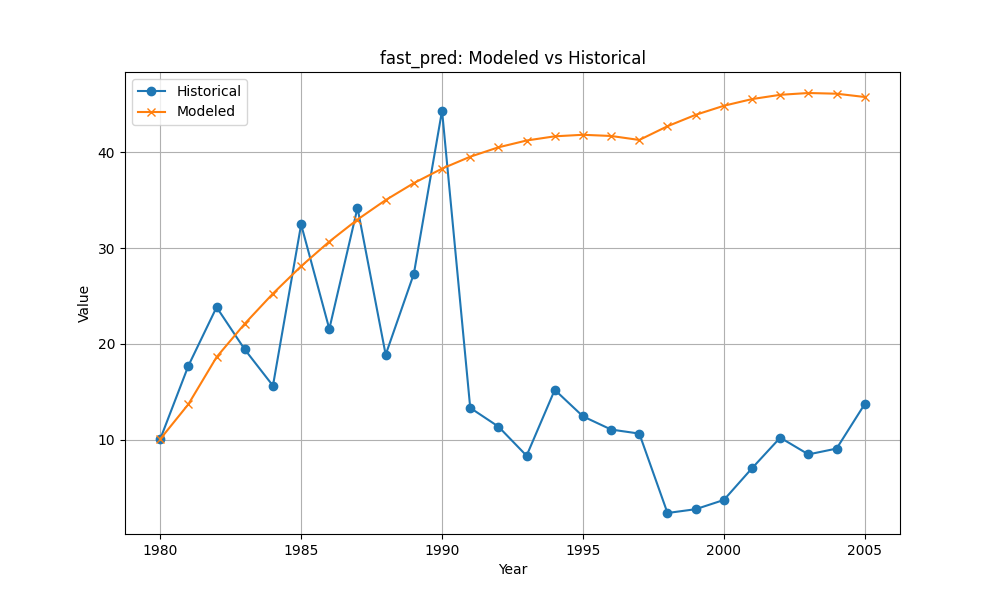 fast_pred: Modeled vs Historical
Historical
Modeled
Value
40
30
20
10
1980 1985 1990 1995 2000 2005
Year